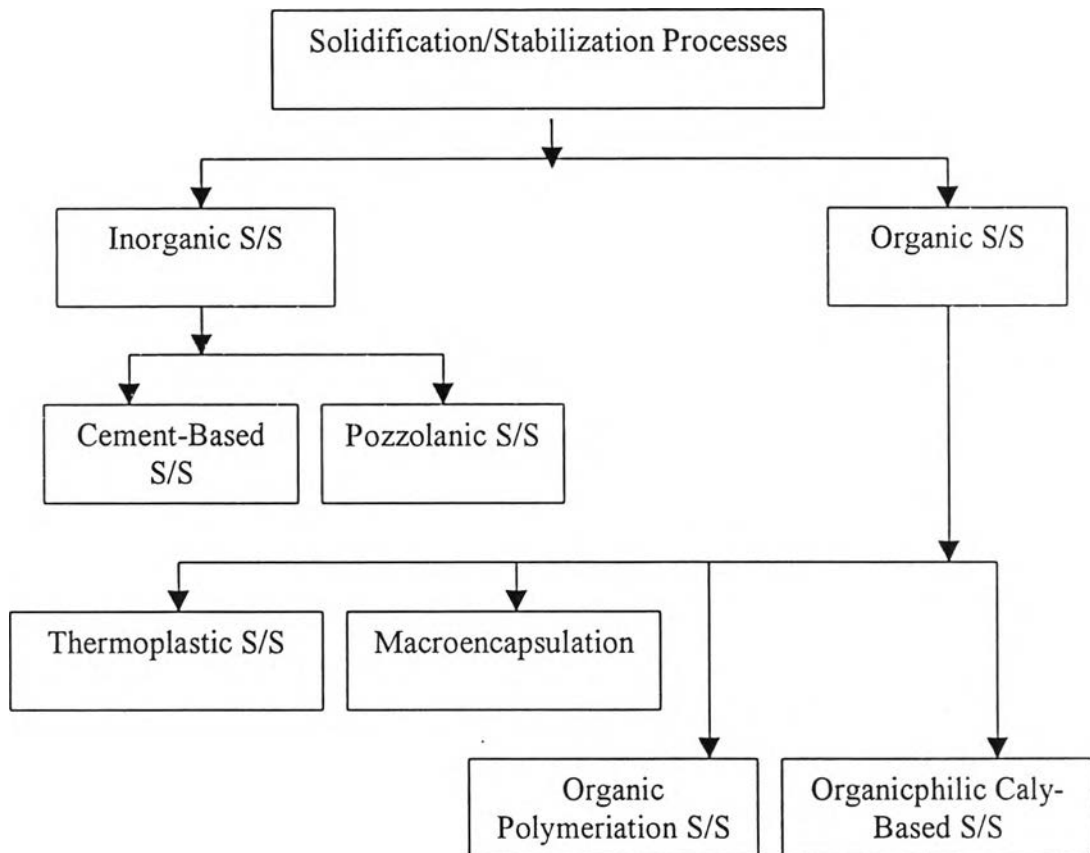 Solidification/Stabilization Processes
Inorganic S/S
Organic S/S
Cement-Based
S/S
Pozzolanic S/S
Thermoplastic S/S
Macroencapsulation
Organic
Polymeriation S/S
Organicphilic Caly-
Based S/S